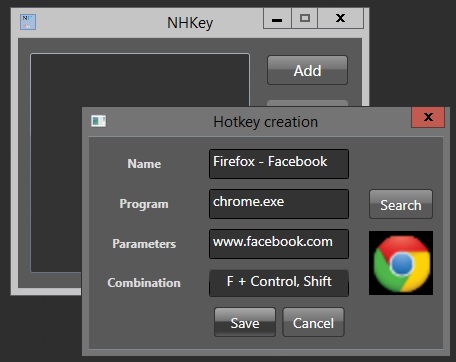 NHKey
Add
Hotkey creation
Name
Firefox - Facebook
Program
chrome.exe
Search
Parameters
www.facebook.com
Combination
F + Control, Shift
Save
Cancel